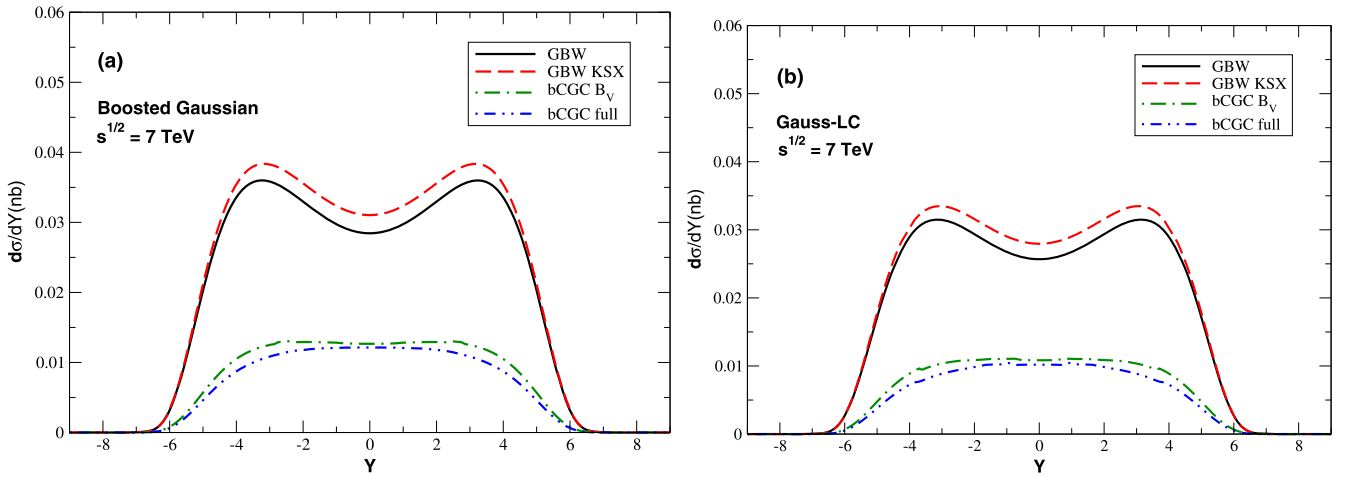 (a)
Boosted Gaussian
s^1/2 = 7 TeV
GBW
GBW KSX
bCGC B_V
bCGC full
dσ/dY(nb)
0.06
0.05
0.04
0.03
0.02
0.01
0
-8 -6 -4 -2 0 2 4 6 8
Y
(b)
Gauss-LC
s^1/2 = 7 TeV
GBW
GBW KSX
bCGC B_V
bCGC full
dσ/dY(nb)
0.06
0.05
0.04
0.03
0.02
0.01
0
-8 -6 -4 -2 0 2 4 6 8
Y